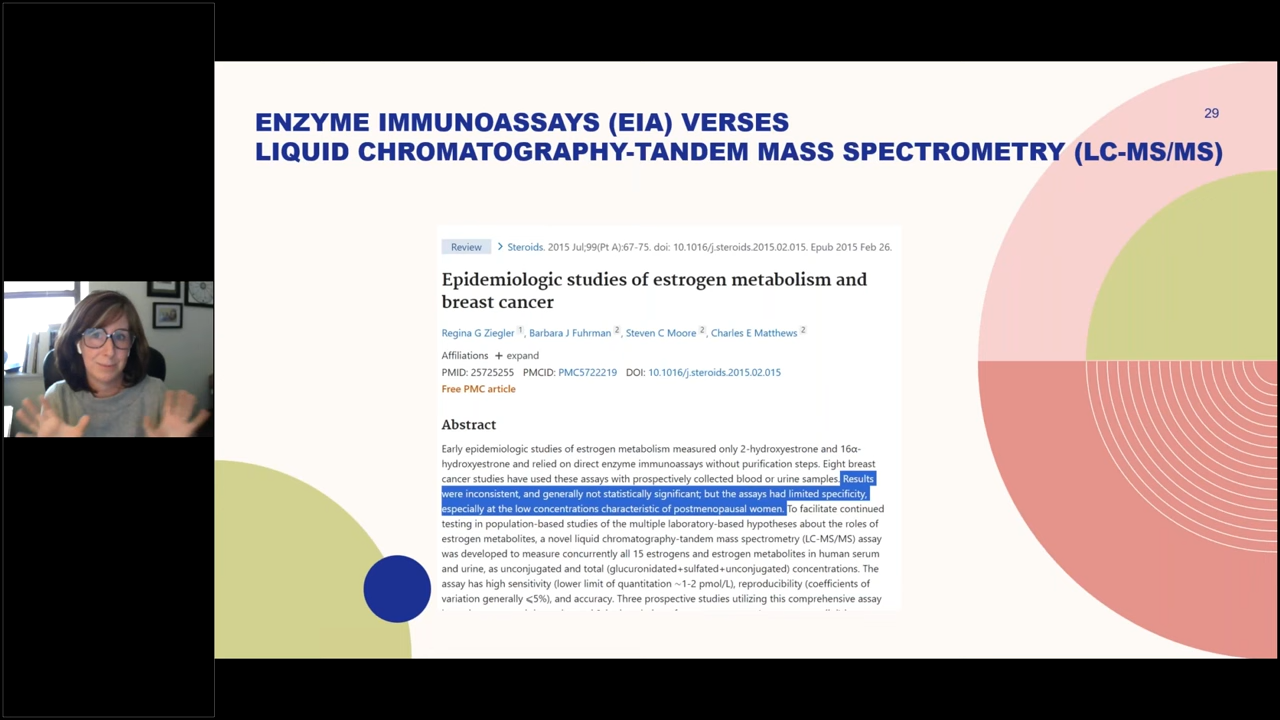 29
ENZYME IMMUNOASSAYS (EIA) VERSES
LIQUID CHROMATOGRAPHY-TANDEM MASS SPECTROMETRY (LC-MS/MS)
Review > Steroids. 2015 Jul;99(Pt A):67-75. doi: 10.1016/j.steroids.2015.02.015. Epub 2015 Feb 26.
Epidemiologic studies of estrogen metabolism and
breast cancer
Regina G Ziegler 1, Barbara J Fuhrman 2, Steven C Moore 2, Charles E Matthews 2
Affiliations + expand
PMID: 25725255 PMCID: PMC5722219 DOI: 10.1016/j.steroids.2015.02.015
Free PMC article
Abstract
Early epidemiologic studies of estrogen metabolism measured only 2-hydroxyestrone and 16α-
hydroxyestrone and relied on direct enzyme immunoassays without purification steps. Eight breast
cancer studies have used these assays with prospectively collected blood or urine samples. Results
were inconsistent, and generally not statistically significant; but the assays had limited specificity,
especially at the low concentrations characteristic of postmenopausal women. To facilitate continued
testing in population-based studies of the multiple laboratory-based hypotheses about the roles of
estrogen metabolites, a novel liquid chromatography-tandem mass spectrometry (LC-MS/MS) assay
was developed to measure concurrently all 15 estrogens and estrogen metabolites in human serum
and urine, as unconjugated and total (glucuronidated+sulfated+unconjugated) concentrations. The
assay has high sensitivity (lower limit of quantitation ~1-2 pmol/L), reproducibility (coefficients of
variation generally ⩽5%), and accuracy. Three prospective studies utilizing this comprehensive assay